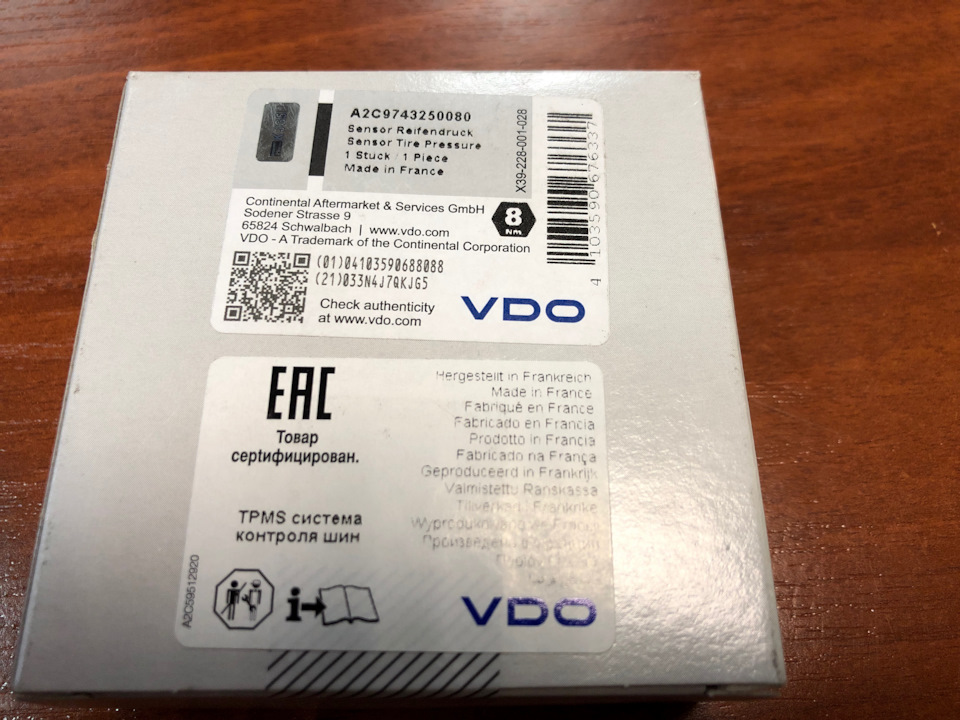 A2C9743250080
Sensor Reifendruck
Sensor Tire Pressure
1 Stuck / 1 Piece
Made in France
X39-228-001-028
4 103590 676337
Continental Aftermarket & Services GmbH
Sodener Strasse 9
65824 Schwalbach | www.vdo.com
VDO - A Trademark of the Continental Corporation
8
Nm
(01)04103590688088
(21)033N4J7QKJG5
Check authenticity
at www.vdo.com
VDO
EAC
Товар
сертифицирован.
TPMS система
контроля шин
Hergestellt in Frankreich
Made in France
Fabriqué en France
Fabricado en Francia
Prodotto in Francia
Fabricado na França
Geproduceerd in Frankrijk
Valmistettu Ranskassa
Tillverkad i Frankrike
A2C59512920
i
VDO